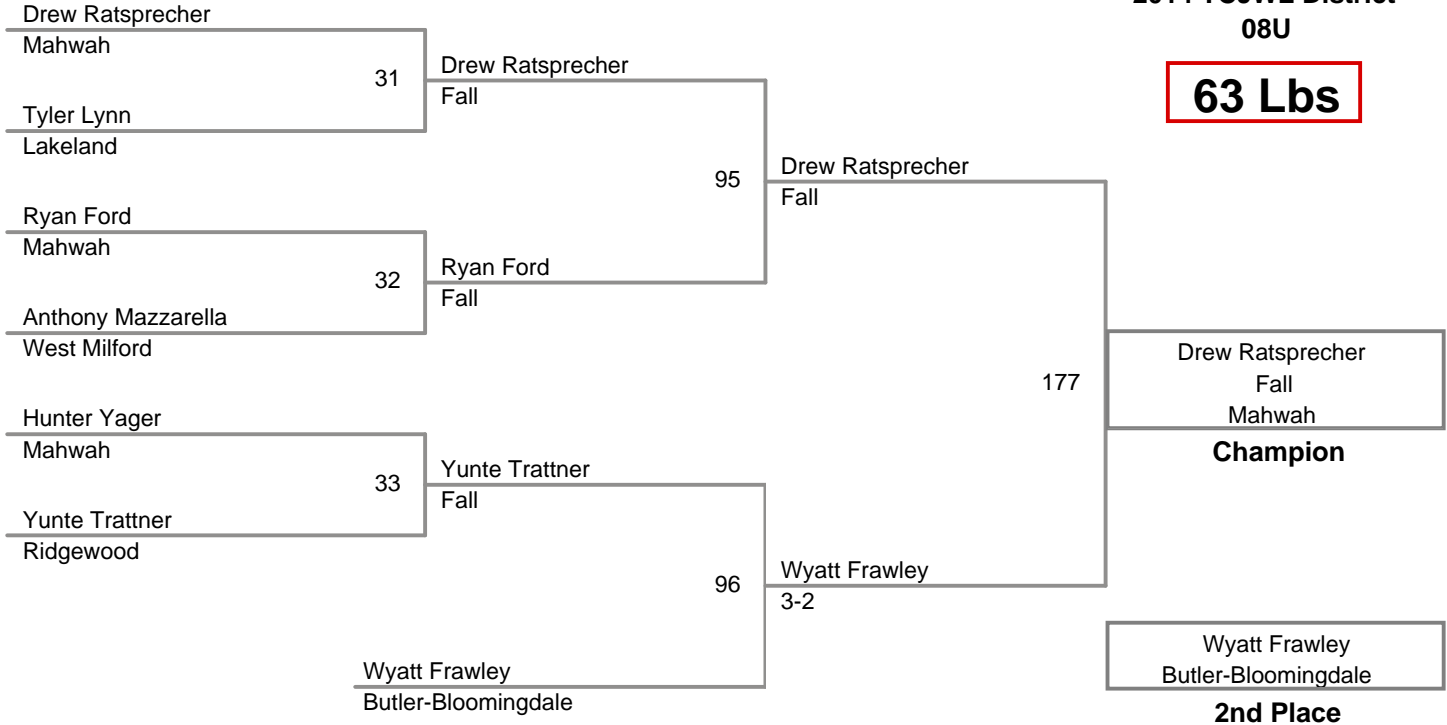 2014 TCJWL District
08U
63 Lbs
Drew Ratsprecher
Mahwah
31
Tyler Lynn
Lakeland
Drew Ratsprecher
Fall
Ryan Ford
Mahwah
32
Anthony Mazzarella
West Milford
Ryan Ford
Fall
95
Drew Ratsprecher
Fall
Hunter Yager
Mahwah
33
Yunte Trattner
Ridgewood
Yunte Trattner
Fall
96
Wyatt Frawley
Butler-Bloomingdale
Wyatt Frawley
3-2
177
Drew Ratsprecher
Fall
Mahwah
Champion
Wyatt Frawley
Butler-Bloomingdale
2nd Place